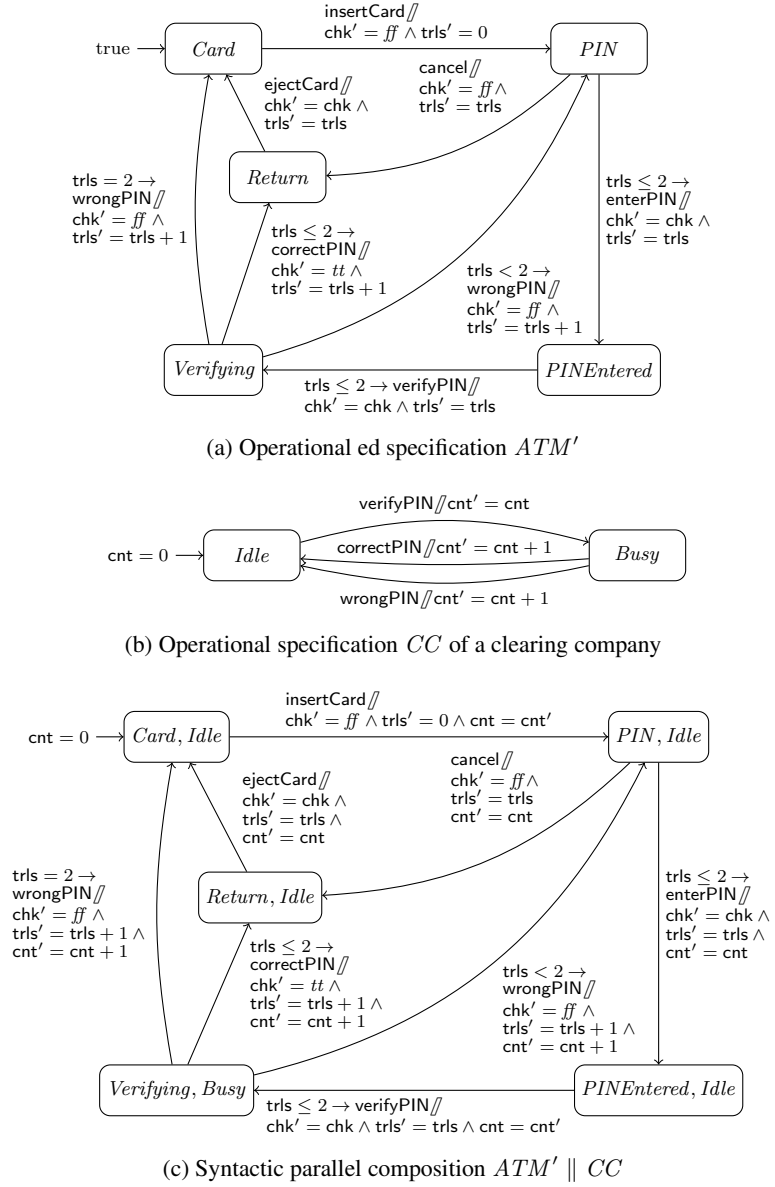 insertCard⫽
chk′ = ff ∧ trls′ = 0
true
Card
PIN
ejectCard⫽
chk′ = chk ∧
trls′ = trls
cancel⫽
chk′ = ff ∧
trls′ = trls
Return
trls = 2 →
wrongPIN⫽
chk′ = ff ∧
trls′ = trls + 1
trls ≤ 2 →
enterPIN⫽
chk′ = chk ∧
trls′ = trls
trls ≤ 2 →
correctPIN⫽
chk′ = tt ∧
trls′ = trls + 1
trls < 2 →
wrongPIN⫽
chk′ = ff ∧
trls′ = trls + 1
Verifying
PINEntered
trls ≤ 2 → verifyPIN⫽
chk′ = chk ∧ trls′ = trls
(a) Operational ed specification ATM′
verifyPIN⫽cnt′ = cnt
cnt = 0
Idle
correctPIN⫽cnt′ = cnt + 1
Busy
wrongPIN⫽cnt′ = cnt + 1
(b) Operational specification CC of a clearing company
insertCard⫽
chk′ = ff ∧ trls′ = 0 ∧ cnt = cnt′
cnt = 0
Card, Idle
PIN, Idle
ejectCard⫽
chk′ = chk ∧
trls′ = trls ∧
cnt′ = cnt
cancel⫽
chk′ = ff ∧
trls′ = trls
cnt′ = cnt
Return, Idle
trls = 2 →
wrongPIN⫽
chk′ = ff ∧
trls′ = trls + 1 ∧
cnt′ = cnt + 1
trls ≤ 2 →
enterPIN⫽
chk′ = chk ∧
trls′ = trls ∧
cnt′ = cnt
trls ≤ 2 →
correctPIN⫽
chk′ = tt ∧
trls′ = trls + 1 ∧
cnt′ = cnt + 1
trls < 2 →
wrongPIN⫽
chk′ = ff ∧
trls′ = trls + 1 ∧
cnt′ = cnt + 1
Verifying, Busy
PINEntered, Idle
trls ≤ 2 → verifyPIN⫽
chk′ = chk ∧ trls′ = trls ∧ cnt = cnt′
(c) Syntactic parallel composition ATM′ ∥ CC